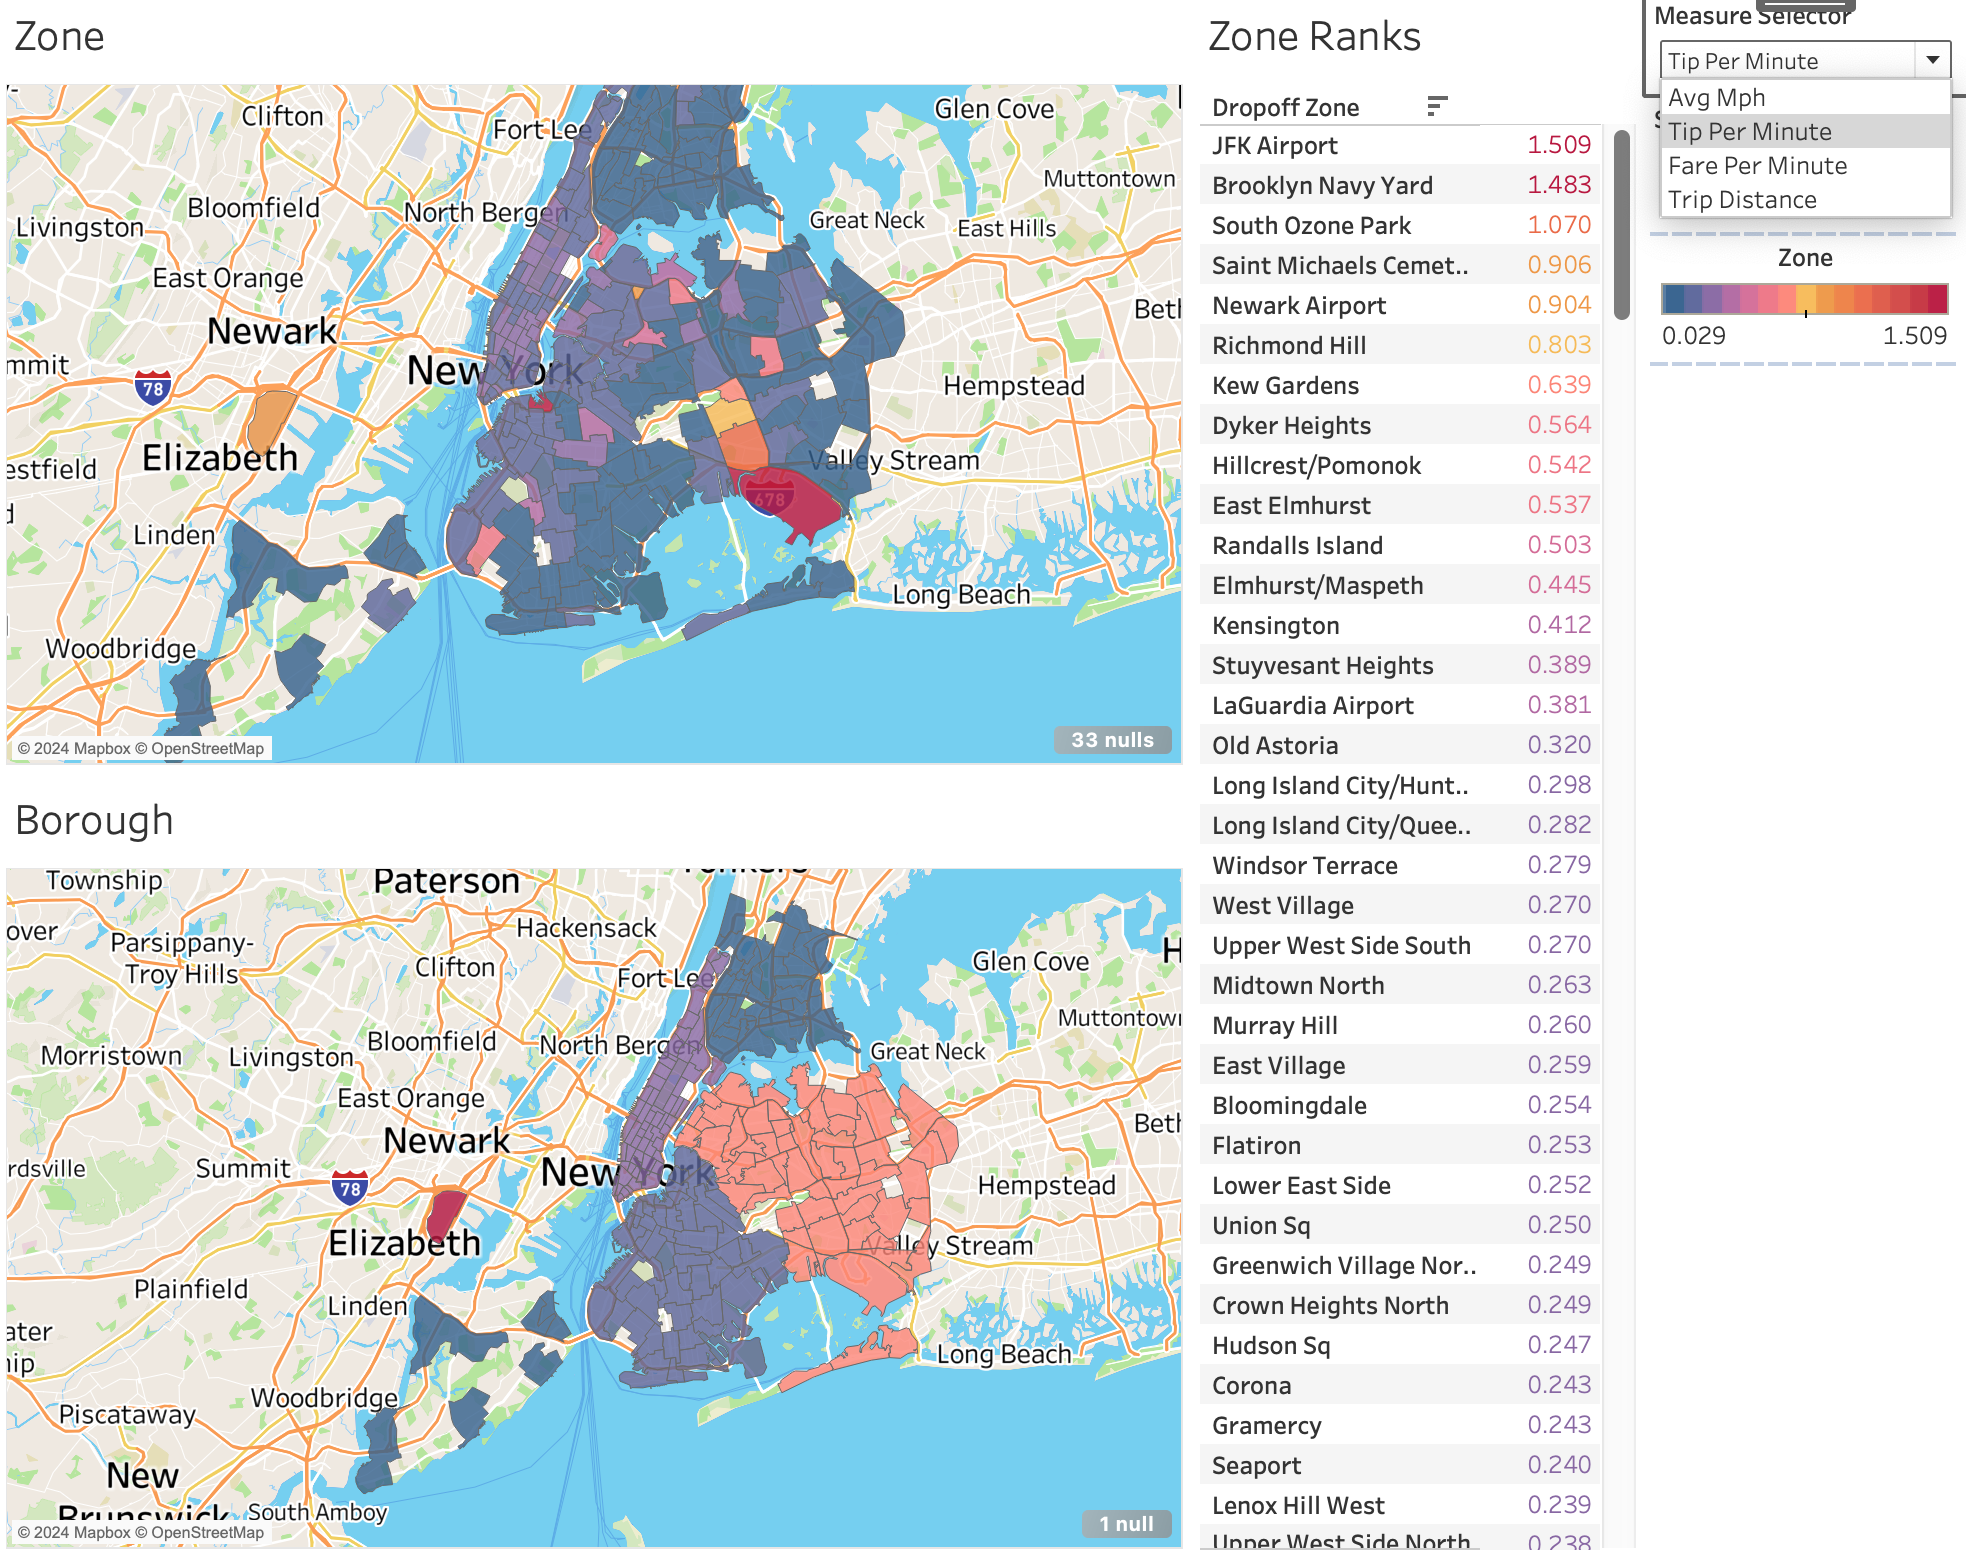 Zone
Clifton
Fort Lee
Glen Cove
Muttontown
Bloomfield
North Bergen
Great Neck
East Hills
Livingston
East Orange
Newark
New York
78
Hempstead
Elizabeth
Valley Stream
678
Linden
Long Beach
Woodbridge
© 2024 Mapbox © OpenStreetMap
33 nulls
Borough
Township
Paterson
Hackensack
Parsippany-
Troy Hills
Clifton
Fort Lee
Glen Cove
Muttontow
Bloomfield
North Bergen
Great Neck
Morristown
Livingston
East Orange
Newark
Summit
78
New York
Hempstead
Elizabeth
Valley Stream
Plainfield
Linden
Long Beach
Woodbridge
Piscataway
New
Brunswick
South Amboy
© 2024 Mapbox © OpenStreetMap
1 null
Zone Ranks
Dropoff Zone
JFK Airport 1.509
Brooklyn Navy Yard 1.483
South Ozone Park 1.070
Saint Michaels Cemet.. 0.906
Newark Airport 0.904
Richmond Hill 0.803
Kew Gardens 0.639
Dyker Heights 0.564
Hillcrest/Pomonok 0.542
East Elmhurst 0.537
Randalls Island 0.503
Elmhurst/Maspeth 0.445
Kensington 0.412
Stuyvesant Heights 0.389
LaGuardia Airport 0.381
Old Astoria 0.320
Long Island City/Hunt.. 0.298
Long Island City/Quee.. 0.282
Windsor Terrace 0.279
West Village 0.270
Upper West Side South 0.270
Midtown North 0.263
Murray Hill 0.260
East Village 0.259
Bloomingdale 0.254
Flatiron 0.253
Lower East Side 0.252
Union Sq 0.250
Greenwich Village Nor.. 0.249
Crown Heights North 0.249
Hudson Sq 0.247
Corona 0.243
Gramercy 0.243
Seaport 0.240
Lenox Hill West 0.239
Upper West Side North 0.238
Measure Selector
Tip Per Minute
Avg Mph
Tip Per Minute
Fare Per Minute
Trip Distance
Zone
0.029 1.509